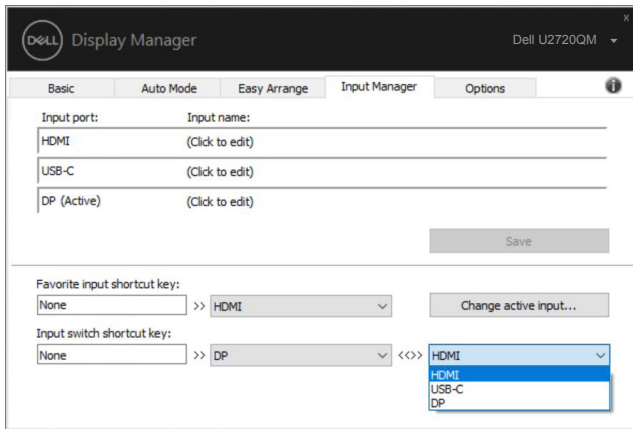 DELL Display Manager
Dell U2720QM
Basic Auto Mode Easy Arrange Input Manager Options
Input port: Input name:
HDMI (Click to edit)
USB-C (Click to edit)
DP (Active) (Click to edit)
Save
Favorite input shortcut key:
None >> HDMI Change active input...
Input switch shortcut key:
None >> DP <<>> HDMI
HDMI
USB-C
DP